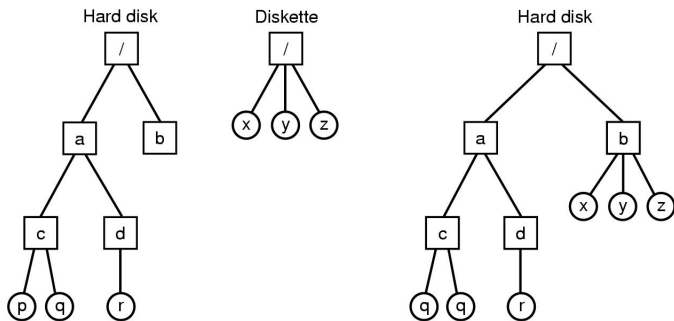 Hard disk Diskette Hard disk
/ / /
x y z
a b a b
x y z
c d c d
p q r q q r